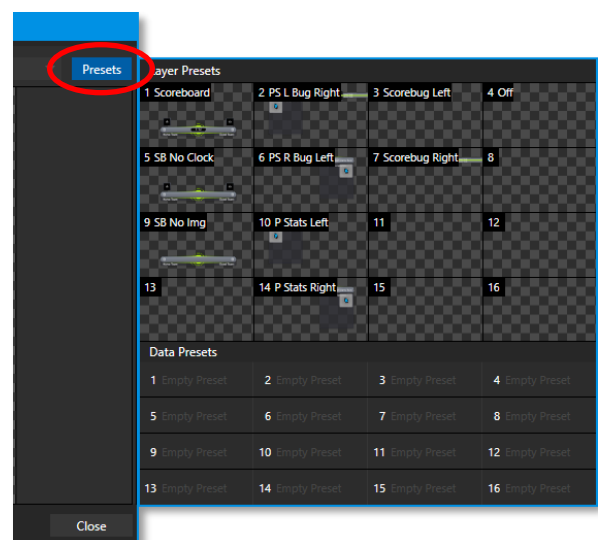 Presets
Layer Presets
1 Scoreboard
2 PS L Bug Right
3 Scorebug Left
4 Off
5 SB No Clock
6 PS R Bug Left
7 Scorebug Right
8
9 SB No Img
10 P Stats Left
11
12
13
14 P Stats Right
15
16
Data Presets
1 Empty Preset
2 Empty Preset
3 Empty Preset
4 Empty Preset
5 Empty Preset
6 Empty Preset
7 Empty Preset
8 Empty Preset
9 Empty Preset
10 Empty Preset
11 Empty Preset
12 Empty Preset
13 Empty Preset
14 Empty Preset
15 Empty Preset
16 Empty Preset
Close